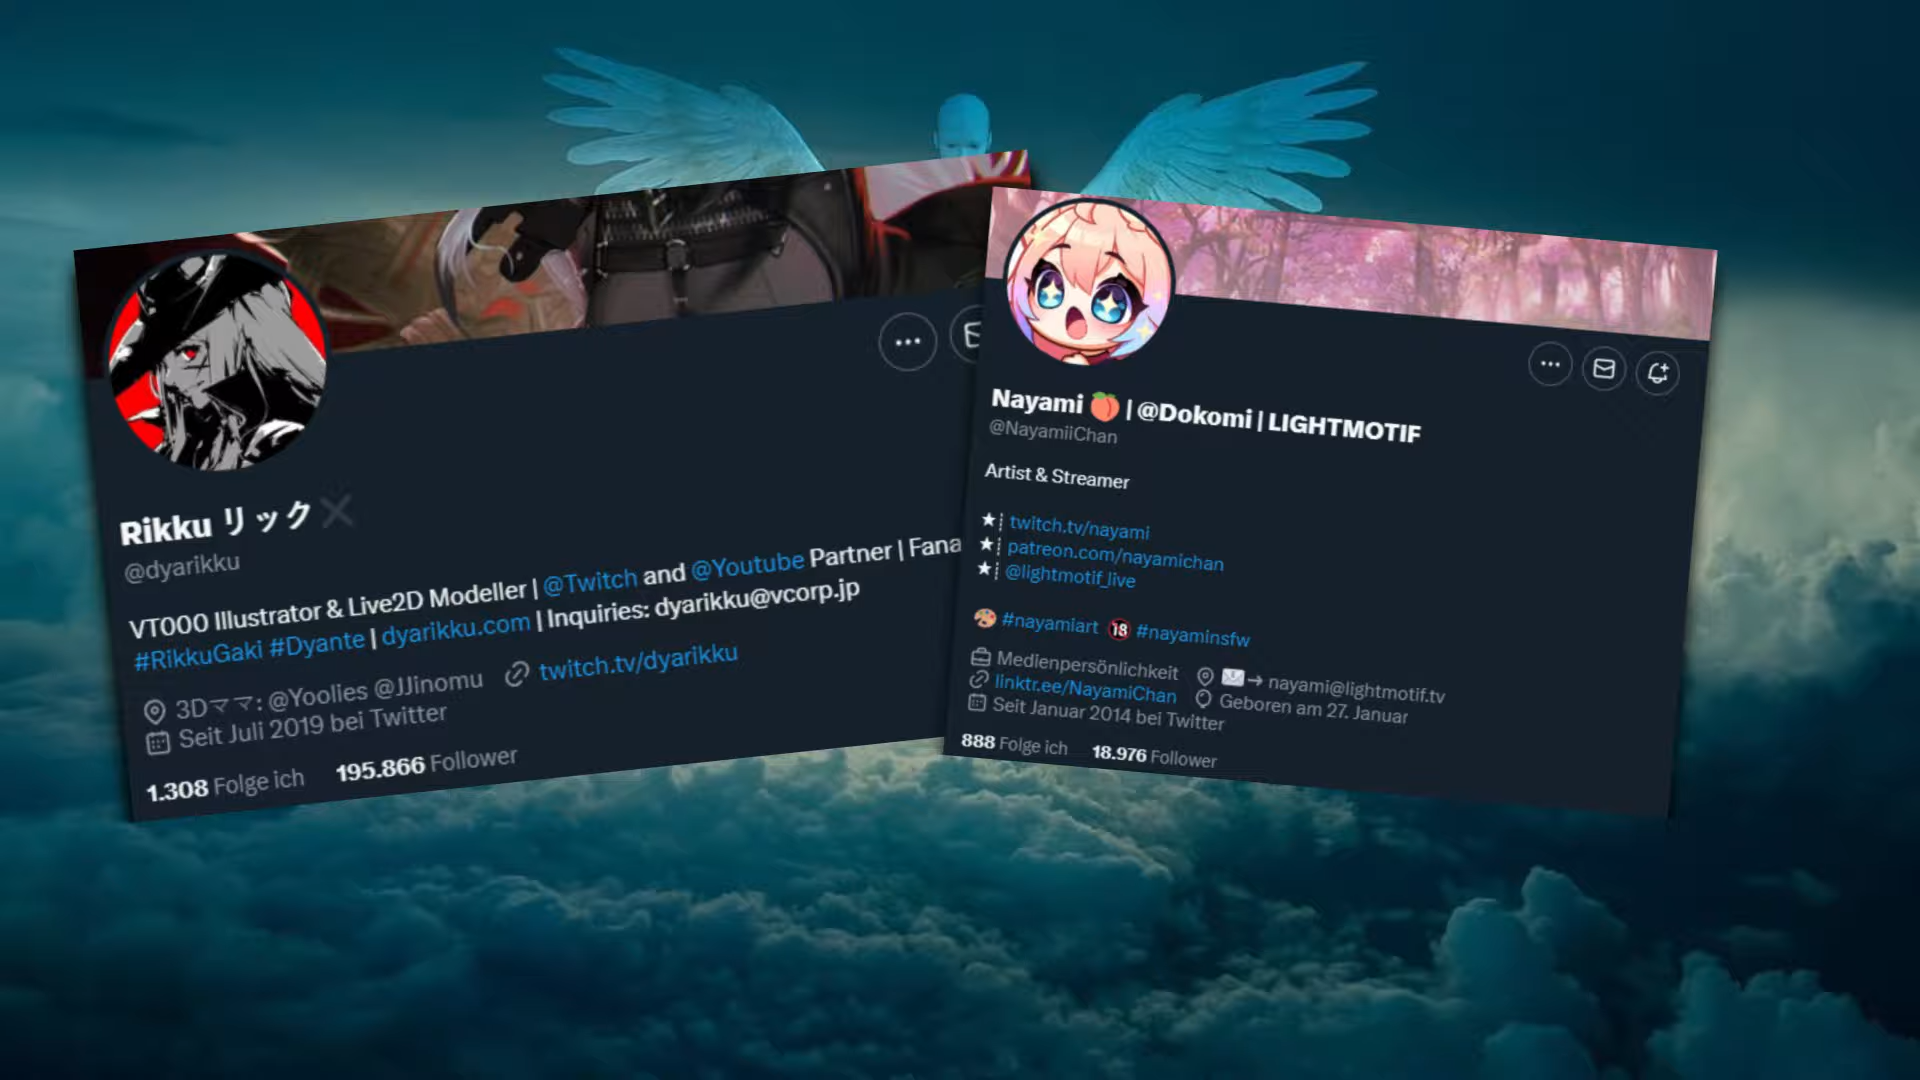 Rikku リック
@dyarikku
VT000 Illustrator & Live2D Modeller | @Twitch and @Youtube Partner | Fana
#RikkuGaki #Dyante | dyarikku.com | Inquiries: dyarikku@vcorp.jp
3Dママ: @Yoolies @JJinomu twitch.tv/dyarikku
Seit Juli 2019 bei Twitter
1.308 Folge ich 195.866 Follower
Nayami 🍑 | @Dokomi | LIGHTMOTIF
@NayamiiChan
Artist & Streamer
★¦ twitch.tv/nayami
★¦ patreon.com/nayamichan
★¦ @lightmotif_live
🎨 #nayamiart 🔞 #nayaminsfw
Medienpersönlichkeit ✉️→ nayami@lightmotif.tv
linktr.ee/NayamiChan Geboren am 27. Januar
Seit Januar 2014 bei Twitter
888 Folge ich 18.976 Follower